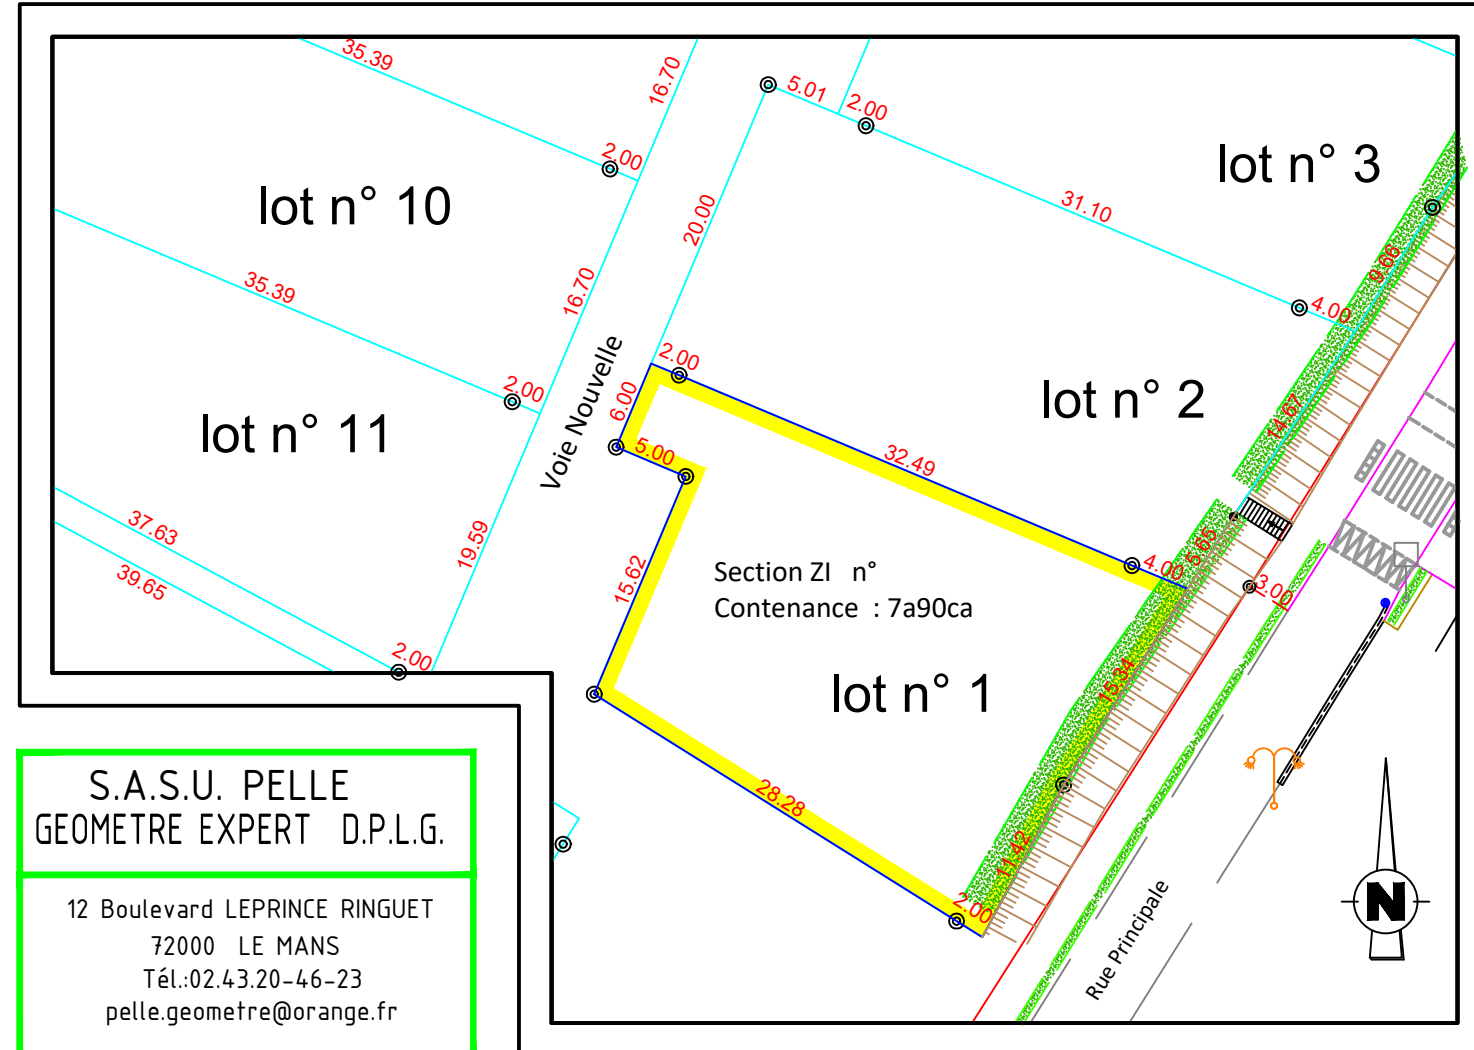 35.39
16.70
5.01
2.00
2.00
lot n° 3
lot n° 10
31.10
20.00
9.66
35.39
16.70
4.00
2.00
2.00
6.00
Voie Nouvelle
lot n° 2
14.67
lot n° 11
5.00
32.49
37.63
19.59
39.65
15.62
Section ZI n°
Contenance : 7a90ca
4.00
5.65
3.00
2.00
lot n° 1
15.34
28.28
11.42
2.00
Rue Principale
N
S.A.S.U. PELLE
GEOMETRE EXPERT D.P.L.G.
12 Boulevard LEPRINCE RINGUET
72000 LE MANS
Tél.:02.43.20-46-23
pelle.geometre@orange.fr